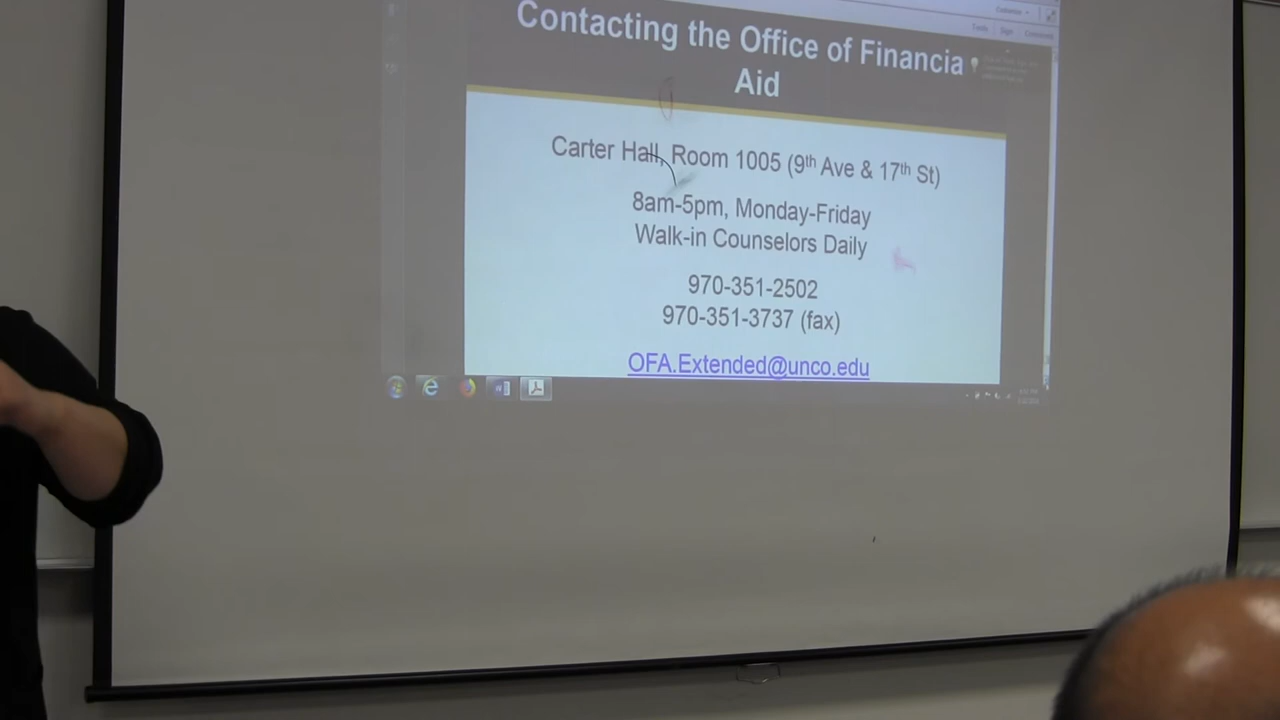 Contacting the Office of Financia
Aid
Carter Hall, Room 1005 (9th Ave & 17th St)
8am-5pm, Monday-Friday
Walk-in Counselors Daily
970-351-2502
970-351-3737 (fax)
OFA.Extended@unco.edu